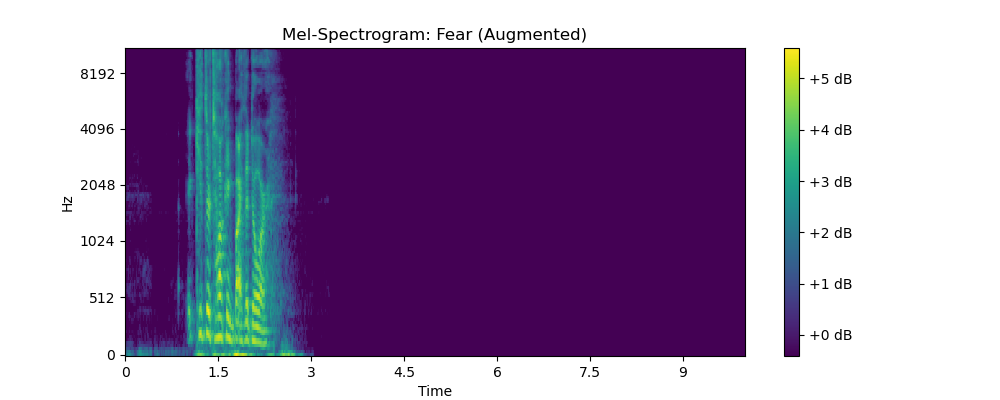 Mel-Spectrogram: Fear (Augmented)
Hz
8192
4096
2048
1024
512
0
0 1.5 3 4.5 6 7.5 9
Time
+5 dB
+4 dB
+3 dB
+2 dB
+1 dB
+0 dB